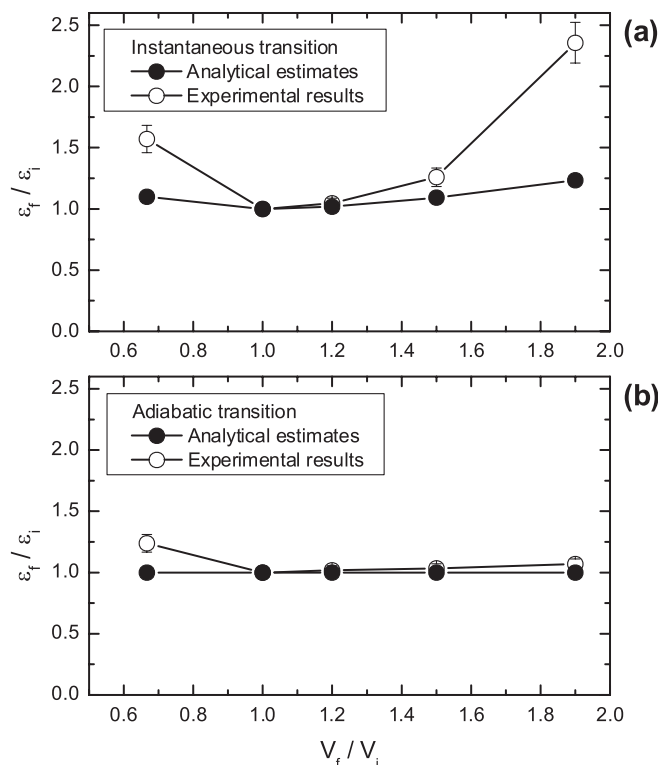 (a)
2.5
Instantaneous transition
Analytical estimates
Experimental results
2.0
1.5
1.0
0.5
0.0
ε_f / ε_i
0.6 0.8 1.0 1.2 1.4 1.6 1.8 2.0
(b)
2.5
Adiabatic transition
Analytical estimates
Experimental results
2.0
1.5
1.0
0.5
0.0
ε_f / ε_i
0.6 0.8 1.0 1.2 1.4 1.6 1.8 2.0
V_f / V_i